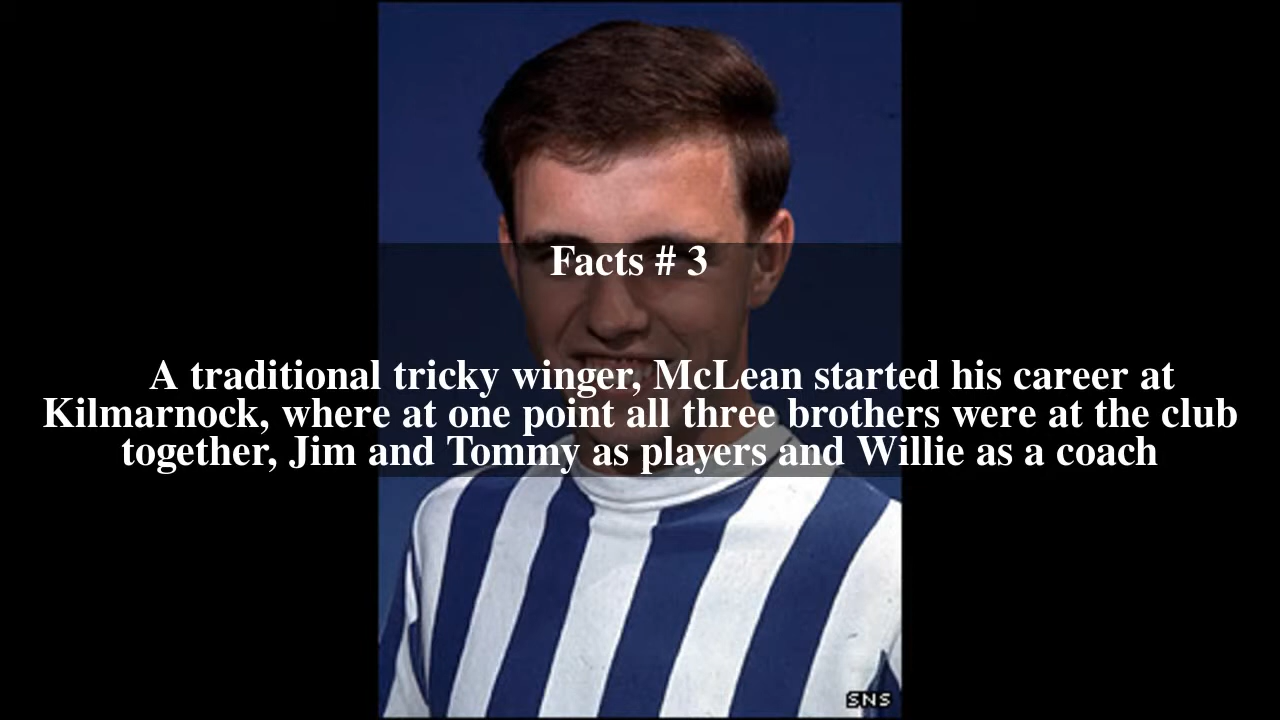 Facts # 3
A traditional tricky winger, McLean started his career at
Kilmarnock, where at one point all three brothers were at the club
together, Jim and Tommy as players and Willie as a coach
SNS